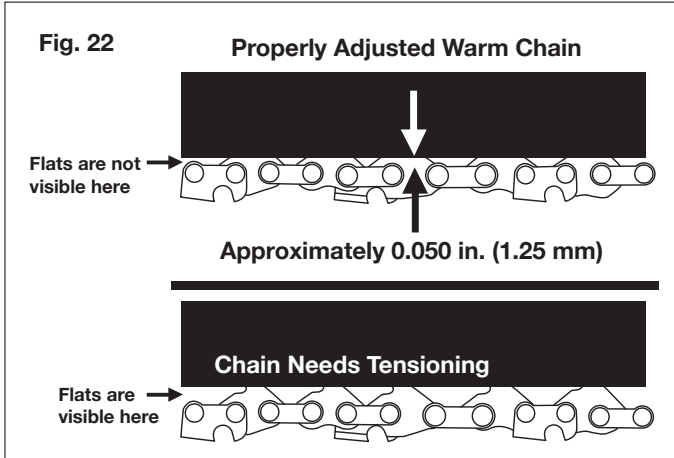 Fig. 22
Properly Adjusted Warm Chain
Flats are not
visible here
Approximately 0.050 in. (1.25 mm)
Chain Needs Tensioning
Flats are
visible here